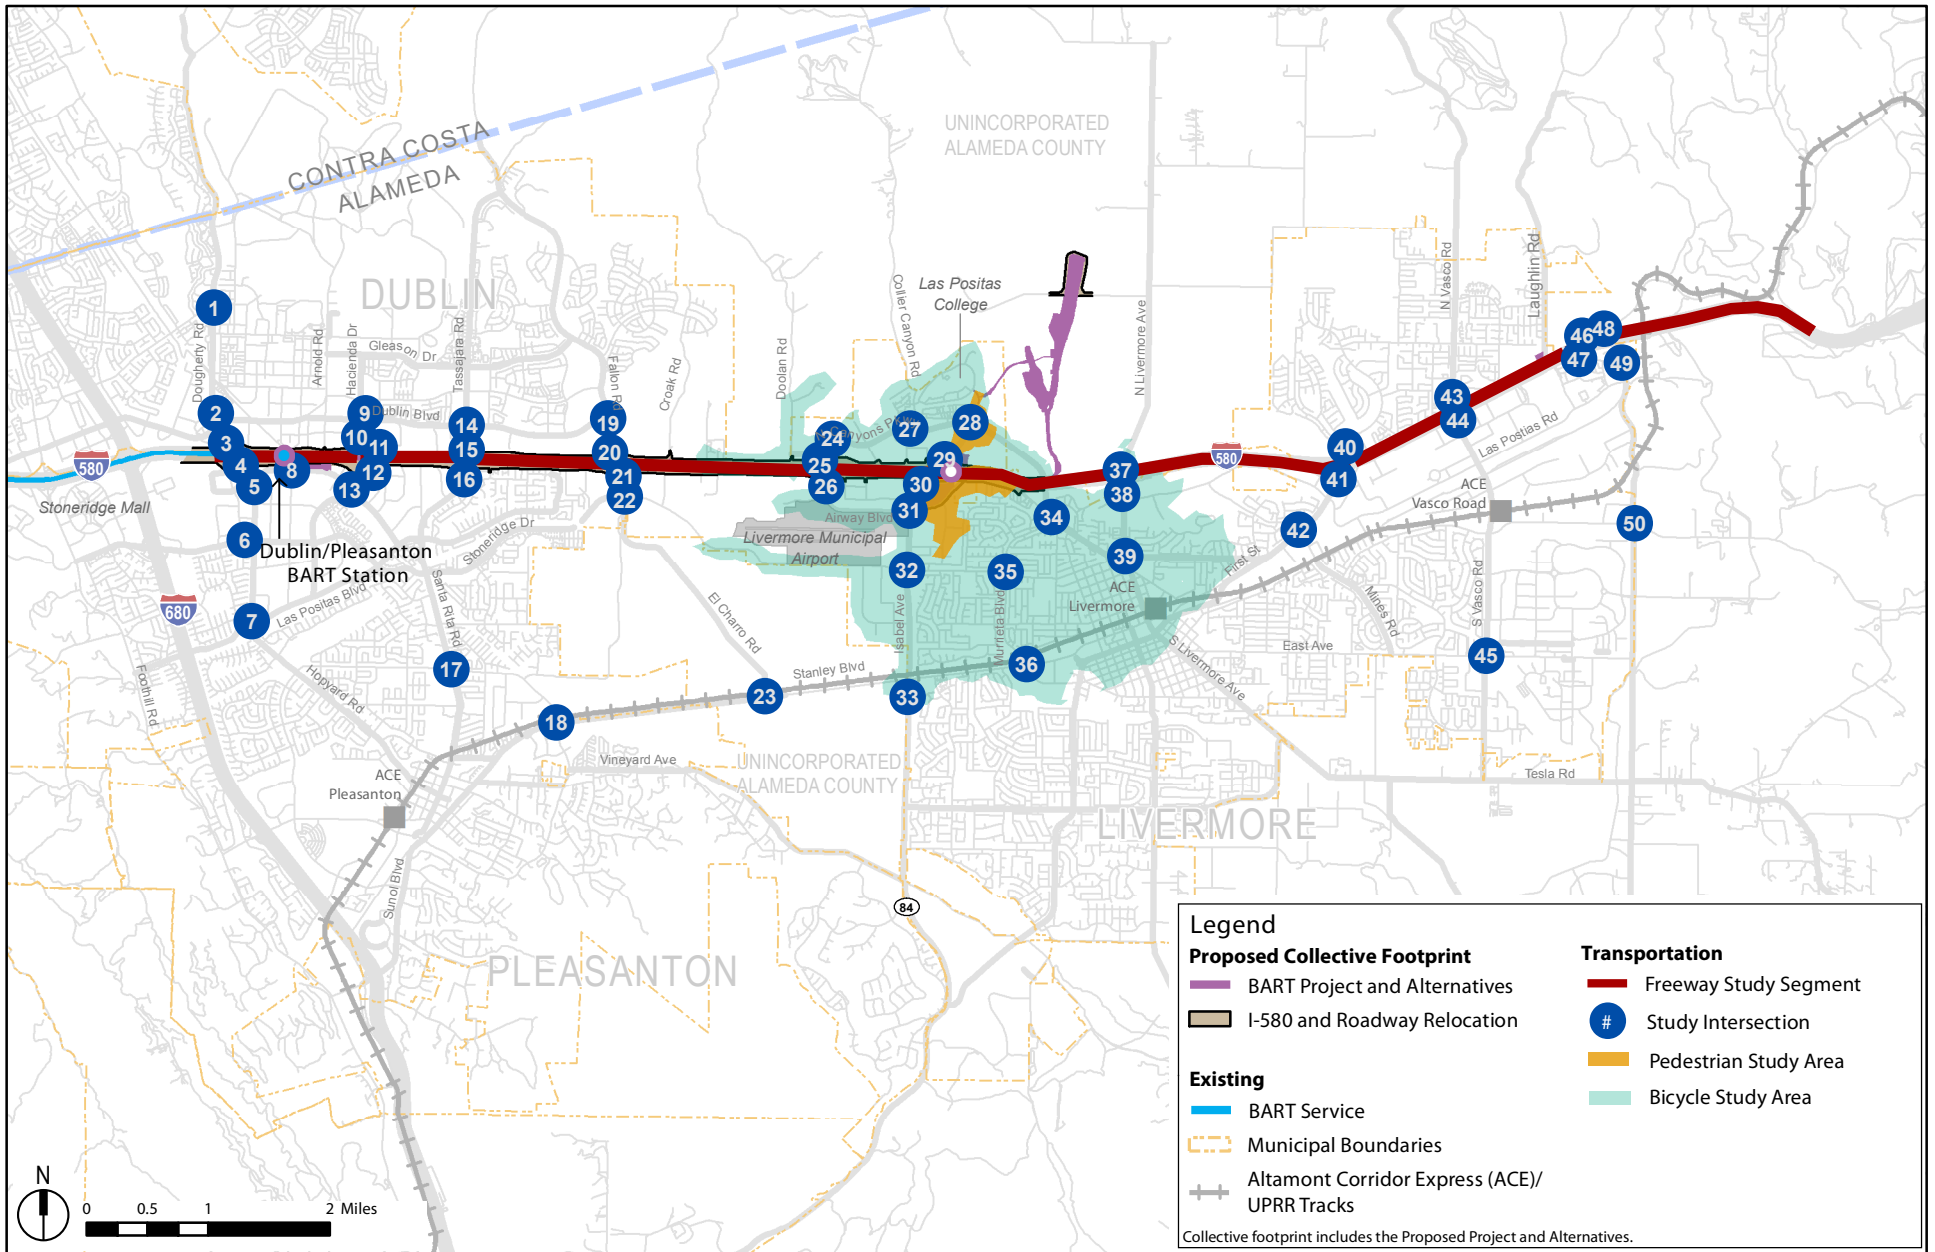 CONTRA COSTA
ALAMEDA
UNINCORPORATED
ALAMEDA COUNTY
DUBLIN
Las Positas
College
Collier Canyon Rd
N Livermore Ave
N Vasco Rd
Laughlin Rd
1
Dougherty Rd
Arnold Rd
Hacienda Dr
Gleason Dr
Tassajara Rd
Fallon Rd
Croak Rd
Doolan Rd
2
3
4
5
6
7
8
9
Dublin Blvd
10
11
12
13
14
15
16
17
18
19
20
21
22
23
24
25
26
27
28
29
30
31
32
33
34
35
36
37
38
39
40
41
42
43
44
45
46
47
48
49
50
580
580
680
84
Stoneridge Mall
Dublin/Pleasanton
BART Station
Stoneridge Dr
Las Positas Blvd
Santa Rita Rd
Hopyard Rd
Foothill Rd
El Charro Rd
Stanley Blvd
Airway Blvd
Livermore Municipal
Airport
Isabel Ave
Murrieta Blvd
ACE
Livermore
First St
Mines Rd
East Ave
S Livermore Ave
S Vasco Rd
Las Postias Rd
ACE
Vasco Road
Tesla Rd
Vineyard Ave
UNINCORPORATED
ALAMEDA COUNTY
ACE
Pleasanton
Sunol Blvd
PLEASANTON
LIVERMORE
N
0 0.5 1 2 Miles
Legend
Proposed Collective Footprint
BART Project and Alternatives
I-580 and Roadway Relocation
Existing
BART Service
Municipal Boundaries
Altamont Corridor Express (ACE)/
UPRR Tracks
Transportation
Freeway Study Segment
# Study Intersection
Pedestrian Study Area
Bicycle Study Area
Collective footprint includes the Proposed Project and Alternatives.